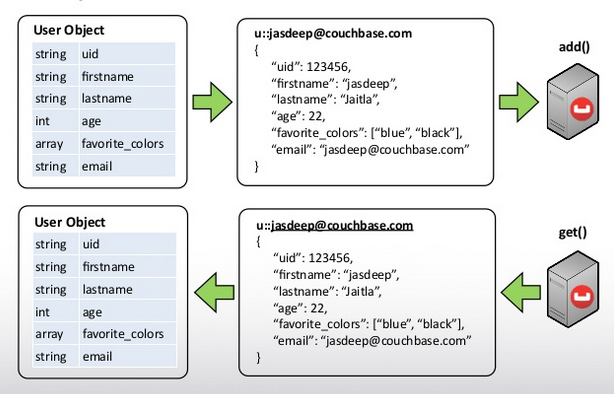 User Object
string uid
string firstname
string lastname
int age
array favorite_colors
string email
u::jasdeep@couchbase.com
{
"uid": 123456,
"firstname": “jasdeep”,
"lastname": “Jaitla”,
"age": 22,
"favorite_colors": [“blue”, “black”],
"email": “jasdeep@couchbase.com”
}
add()
User Object
string uid
string firstname
string lastname
int age
array favorite_colors
string email
u::jasdeep@couchbase.com
{
"uid": 123456,
"firstname": “jasdeep”,
"lastname": “Jaitla”,
"age": 22,
"favorite_colors": [“blue”, “black”],
"email": “jasdeep@couchbase.com”
}
get()